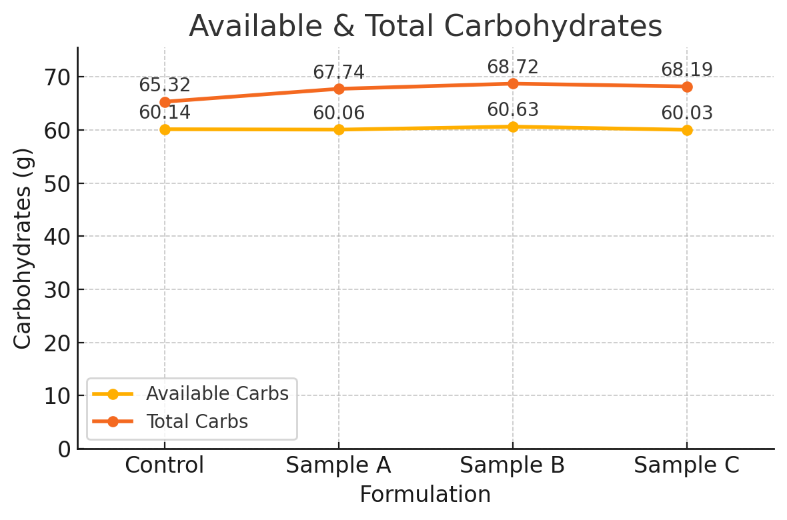 Available & Total Carbohydrates
Carbohydrates (g)
70
60
50
40
30
20
10
0
65.32
67.74
68.72
68.19
60.14
60.06
60.63
60.03
Available Carbs
Total Carbs
Control
Sample A
Sample B
Sample C
Formulation